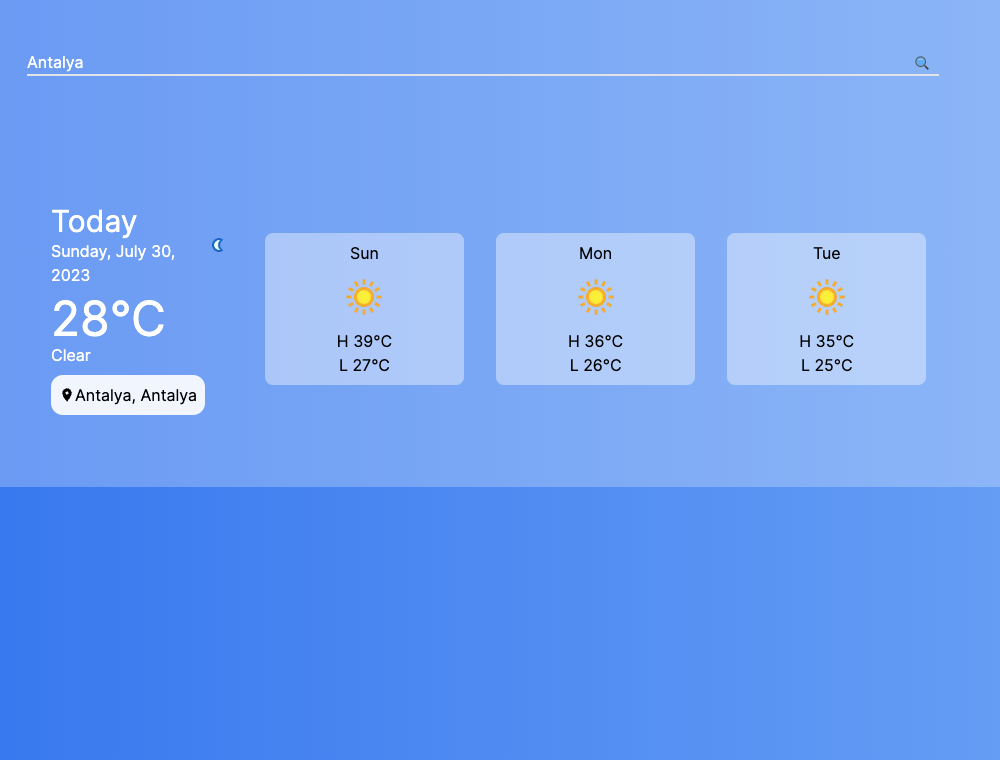 Antalya
Today
Sunday, July 30,
2023
28°C
Clear
Antalya, Antalya
Sun
H 39°C
L 27°C
Mon
H 36°C
L 26°C
Tue
H 35°C
L 25°C